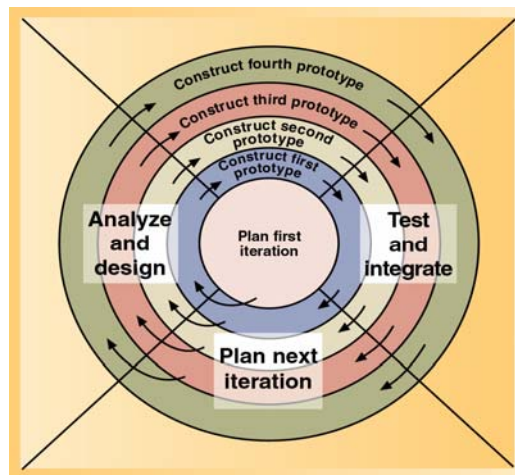 Construct fourth prototype
Construct third prototype
Construct second
prototype
Construct first
prototype
Analyze
and
design
Plan first
iteration
Test
and
integrate
Plan next
iteration